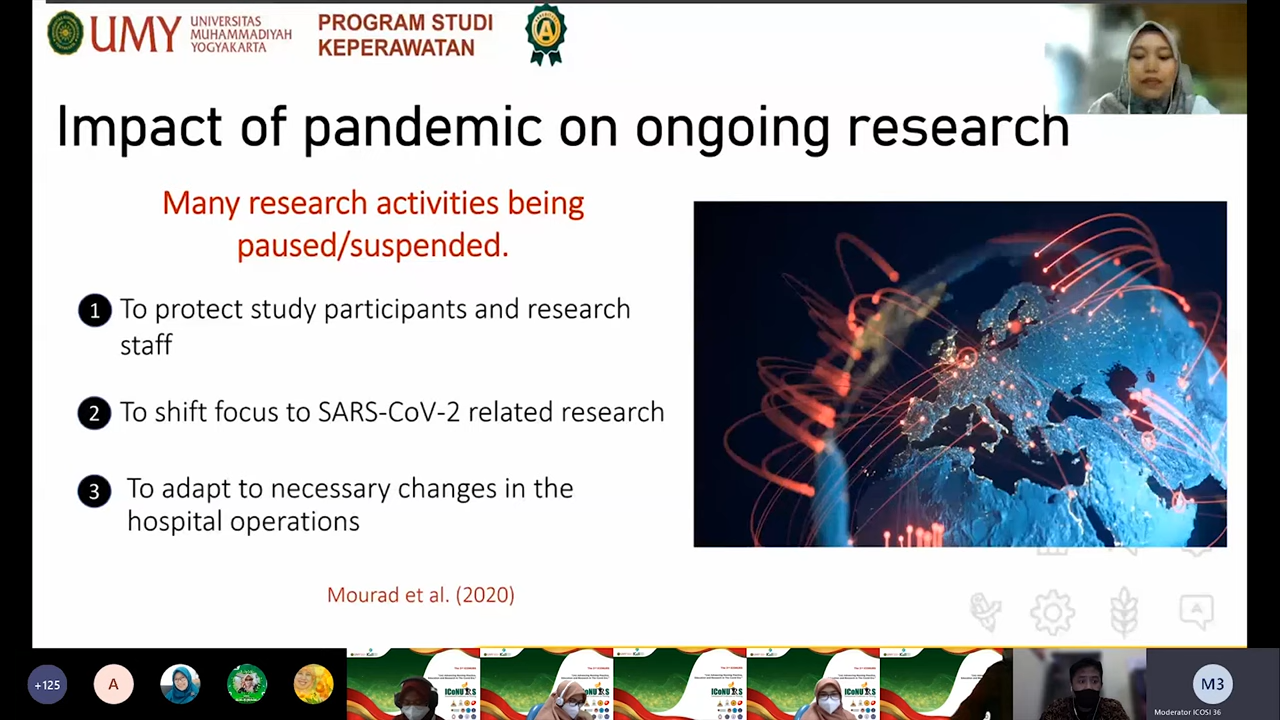 UMY
UNIVERSITAS
MUHAMMADIYAH
YOGYAKARTA
PROGRAM STUDI
KEPERAWATAN
A
Impact of pandemic on ongoing research
Many research activities being
paused/suspended.
1 To protect study participants and research
staff
2 To shift focus to SARS-CoV-2 related research
3 To adapt to necessary changes in the
hospital operations
Mourad et al. (2020)
+125
A
M3
Moderator ICOSI 36